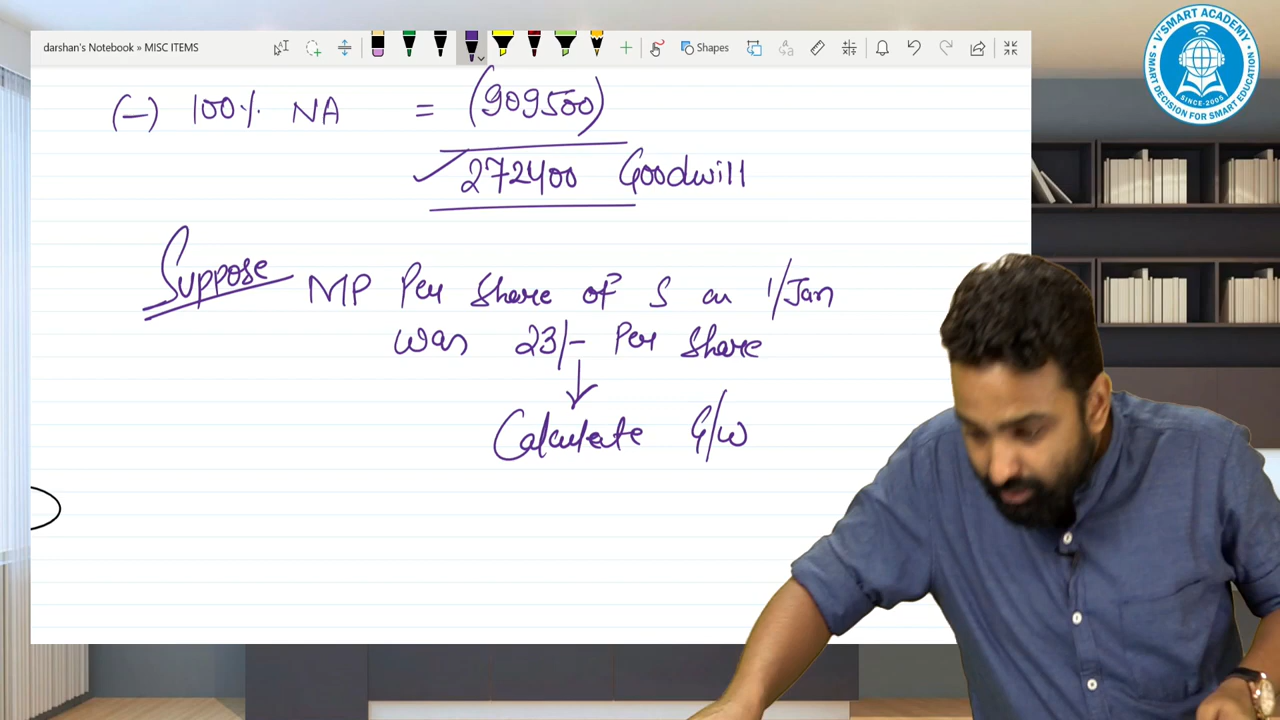 darshan's Notebook » MISC ITEMS
Shapes
V'SMART ACADEMY
SINCE-2005
SMART DECISION FOR SMART EDUCATION
(-) 100% NA = (909500)
272400 Goodwill
Suppose MP Per Share of S on 1/Jan
was 23/- Per Share
Calculate G/w